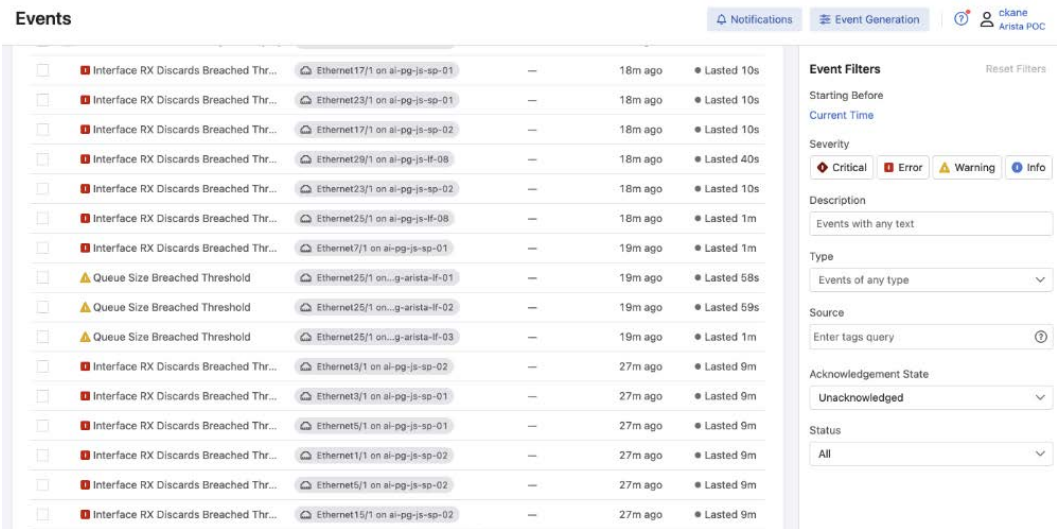 Events
Notifications
Event Generation
ckane
Arista POC
Interface RX Discards Breached Thr... Ethernet17/1 on ai-pg-js-sp-01 — 18m ago Lasted 10s
Interface RX Discards Breached Thr... Ethernet23/1 on ai-pg-js-sp-01 — 18m ago Lasted 10s
Interface RX Discards Breached Thr... Ethernet17/1 on ai-pg-js-sp-02 — 18m ago Lasted 10s
Interface RX Discards Breached Thr... Ethernet29/1 on ai-pg-js-lf-08 — 18m ago Lasted 40s
Interface RX Discards Breached Thr... Ethernet23/1 on ai-pg-js-sp-02 — 18m ago Lasted 10s
Interface RX Discards Breached Thr... Ethernet25/1 on ai-pg-js-lf-08 — 18m ago Lasted 1m
Interface RX Discards Breached Thr... Ethernet7/1 on ai-pg-js-sp-01 — 19m ago Lasted 1m
Queue Size Breached Threshold Ethernet25/1 on...g-arista-lf-01 — 19m ago Lasted 58s
Queue Size Breached Threshold Ethernet25/1 on...g-arista-lf-02 — 19m ago Lasted 59s
Queue Size Breached Threshold Ethernet25/1 on...g-arista-lf-03 — 19m ago Lasted 1m
Interface RX Discards Breached Thr... Ethernet3/1 on ai-pg-js-sp-02 — 27m ago Lasted 9m
Interface RX Discards Breached Thr... Ethernet3/1 on ai-pg-js-sp-01 — 27m ago Lasted 9m
Interface RX Discards Breached Thr... Ethernet5/1 on ai-pg-js-sp-01 — 27m ago Lasted 9m
Interface RX Discards Breached Thr... Ethernet1/1 on ai-pg-js-sp-02 — 27m ago Lasted 9m
Interface RX Discards Breached Thr... Ethernet5/1 on ai-pg-js-sp-02 — 27m ago Lasted 9m
Interface RX Discards Breached Thr... Ethernet15/1 on ai-pg-js-sp-02 — 27m ago Lasted 9m
Event Filters Reset Filters
Starting Before
Current Time
Severity
Critical Error Warning Info
Description
Events with any text
Type
Events of any type
Source
Enter tags query
Acknowledgement State
Unacknowledged
Status
All